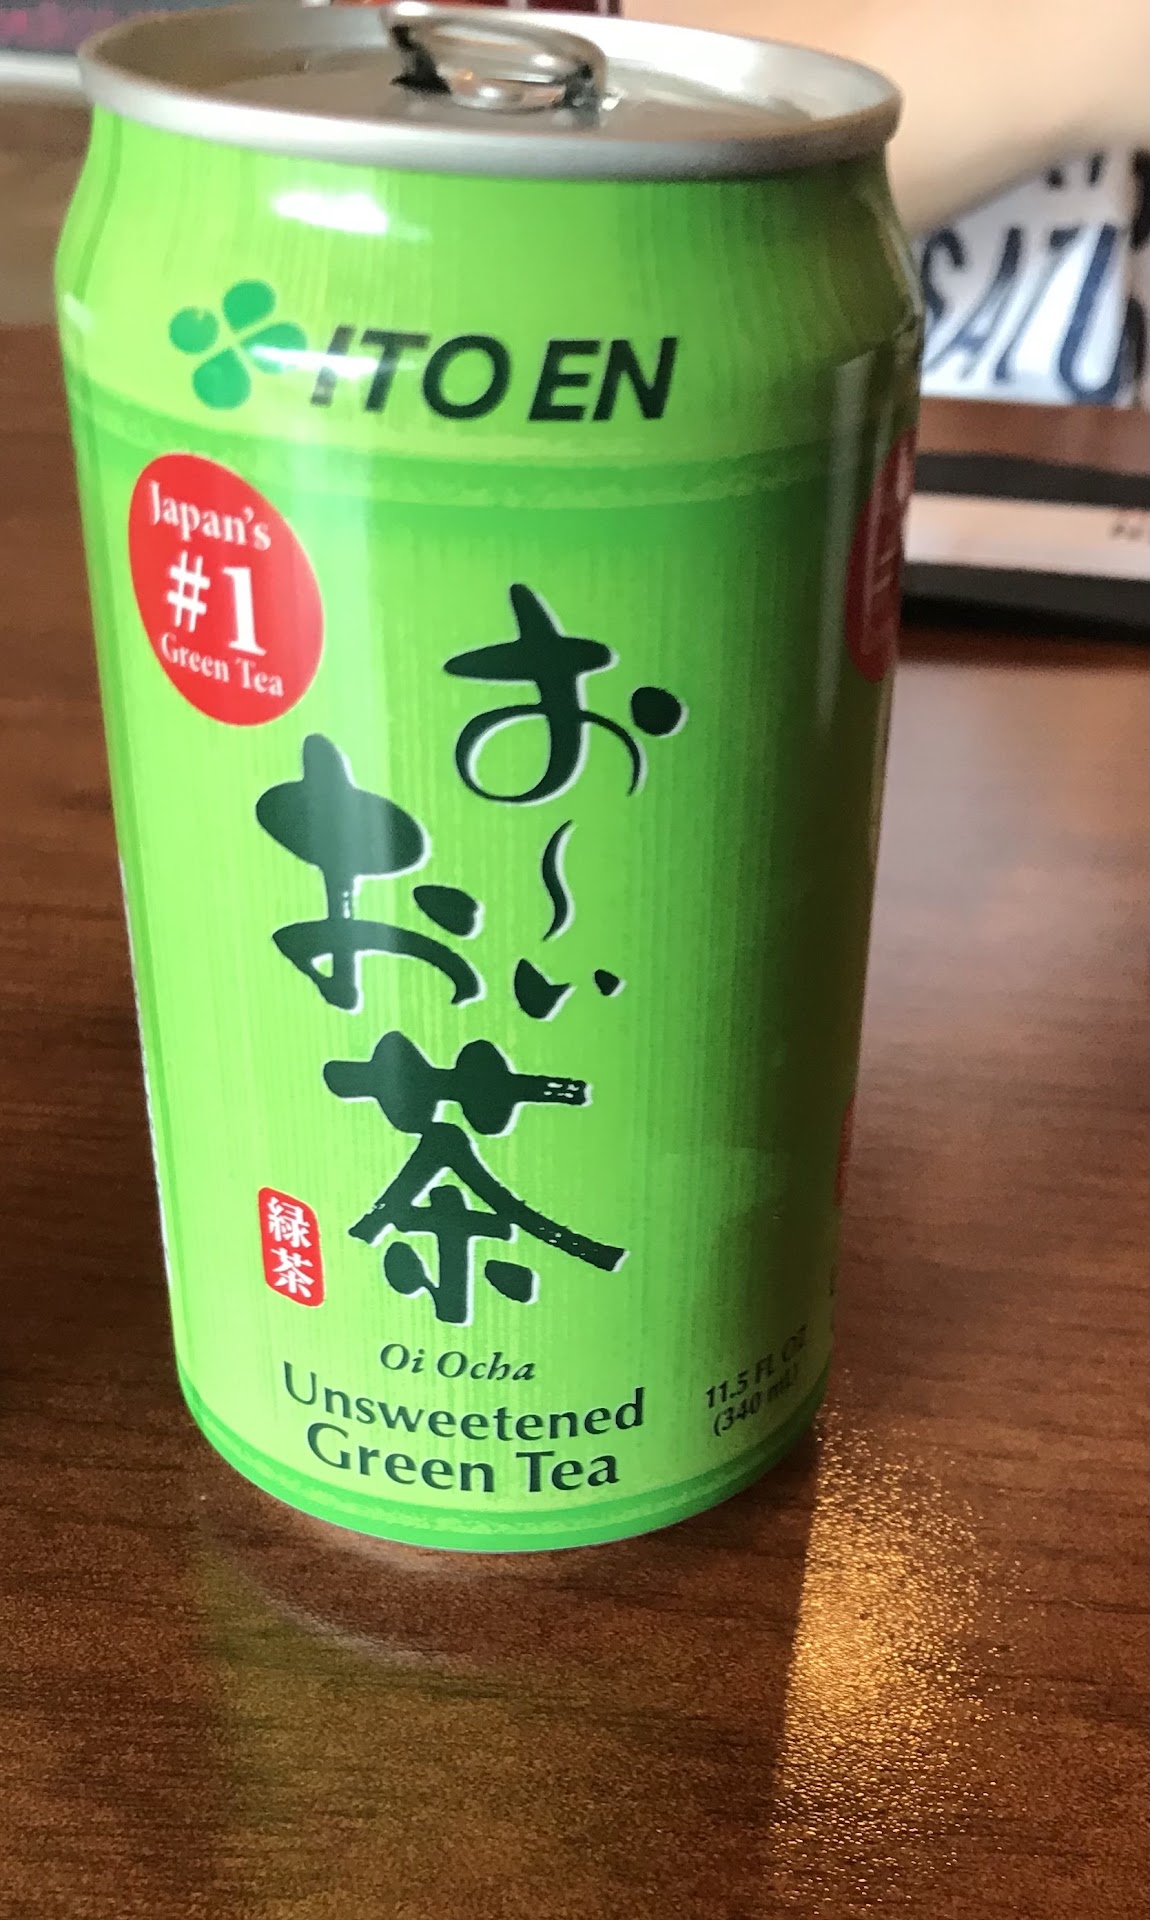 ITO EN
Japan's
#1
Green Tea
お～い
お茶
緑茶
Oi Ocha
Unsweetened
Green Tea
11.5 FL OZ
(340 mL)